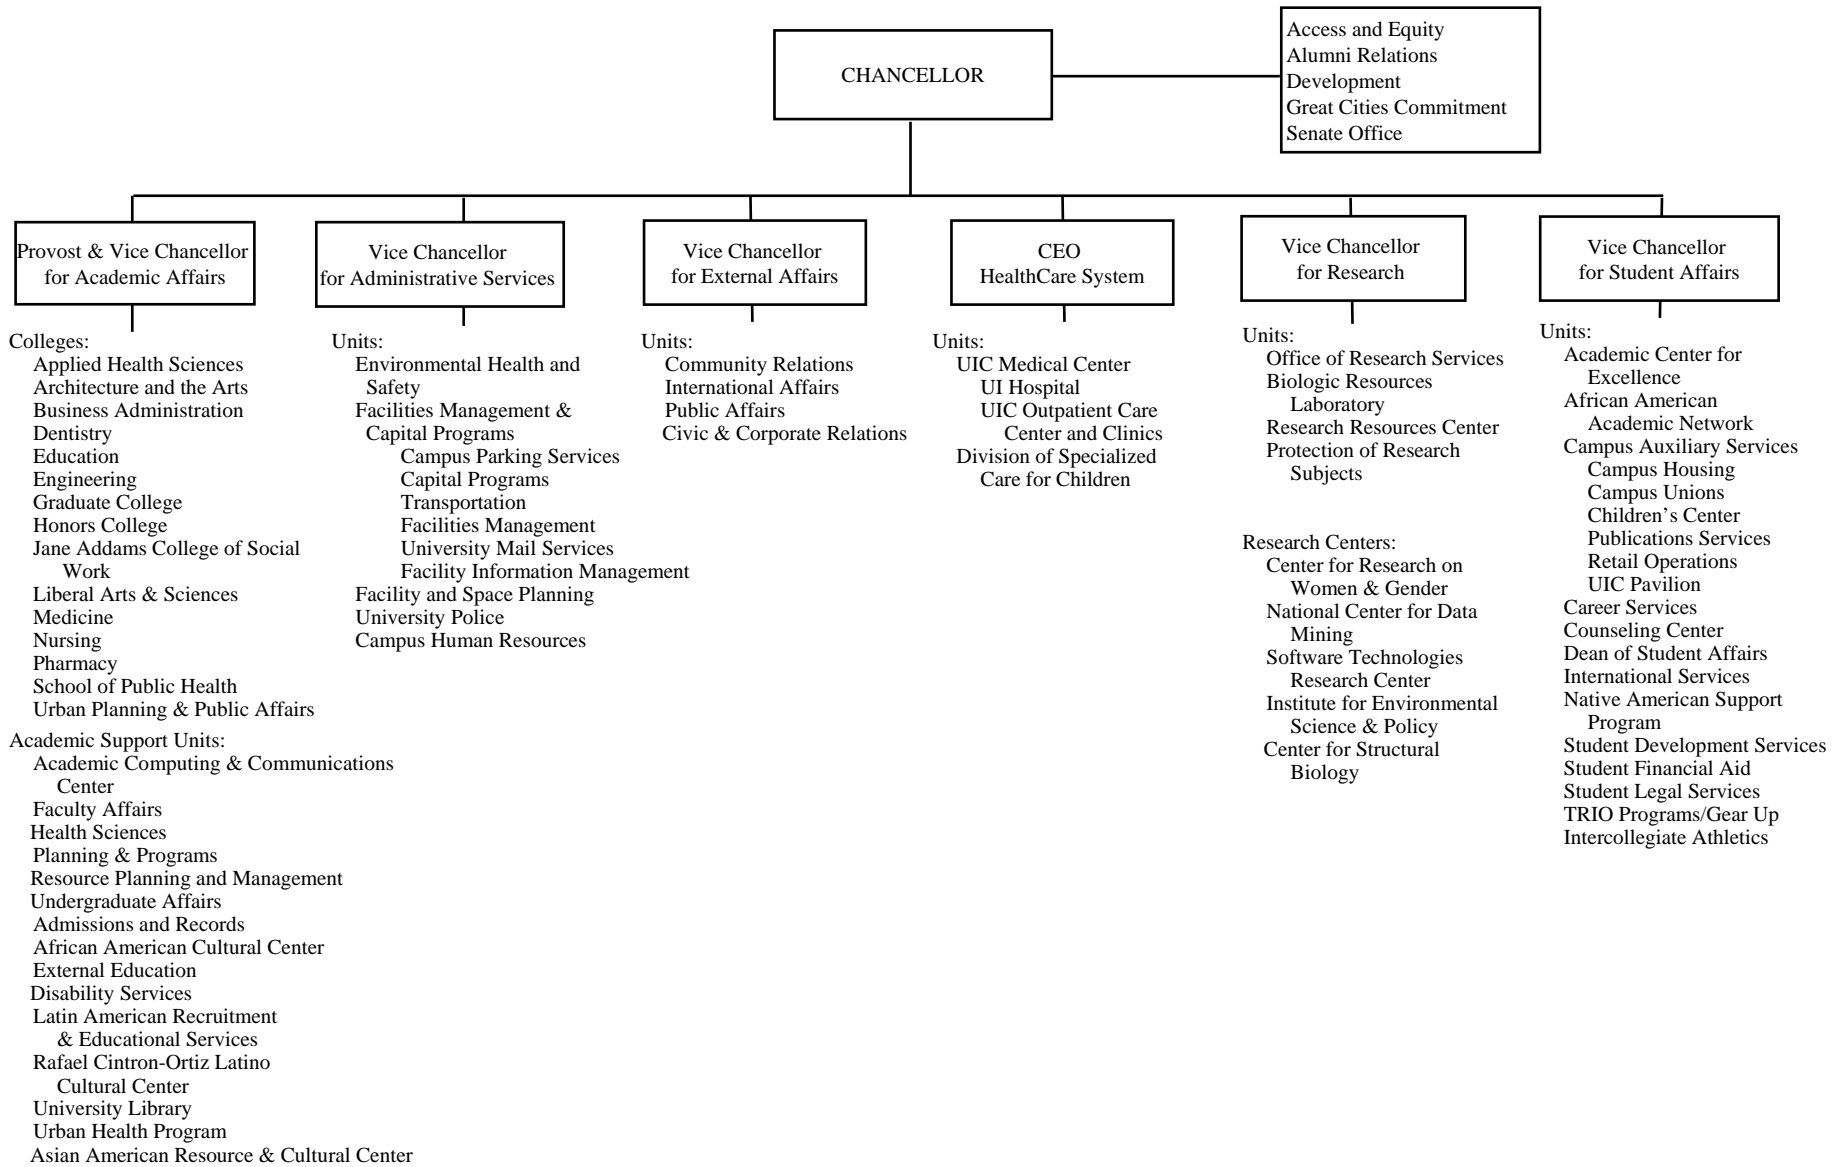 CHANCELLOR
Access and Equity
Alumni Relations
Development
Great Cities Commitment
Senate Office
Provost & Vice Chancellor
for Academic Affairs
Colleges:
Applied Health Sciences
Architecture and the Arts
Business Administration
Dentistry
Education
Engineering
Graduate College
Honors College
Jane Addams College of Social
Work
Liberal Arts & Sciences
Medicine
Nursing
Pharmacy
School of Public Health
Urban Planning & Public Affairs
Academic Support Units:
Academic Computing & Communications
Center
Faculty Affairs
Health Sciences
Planning & Programs
Resource Planning and Management
Undergraduate Affairs
Admissions and Records
African American Cultural Center
External Education
Disability Services
Latin American Recruitment
& Educational Services
Rafael Cintron-Ortiz Latino
Cultural Center
University Library
Urban Health Program
Asian American Resource & Cultural Center
Vice Chancellor
for Administrative Services
Units:
Environmental Health and
Safety
Facilities Management &
Capital Programs
Campus Parking Services
Capital Programs
Transportation
Facilities Management
University Mail Services
Facility Information Management
Facility and Space Planning
University Police
Campus Human Resources
Vice Chancellor
for External Affairs
Units:
Community Relations
International Affairs
Public Affairs
Civic & Corporate Relations
CEO
HealthCare System
Units:
UIC Medical Center
UI Hospital
UIC Outpatient Care
Center and Clinics
Division of Specialized
Care for Children
Vice Chancellor
for Research
Units:
Office of Research Services
Biologic Resources
Laboratory
Research Resources Center
Protection of Research
Subjects
Research Centers:
Center for Research on
Women & Gender
National Center for Data
Mining
Software Technologies
Research Center
Institute for Environmental
Science & Policy
Center for Structural
Biology
Vice Chancellor
for Student Affairs
Units:
Academic Center for
Excellence
African American
Academic Network
Campus Auxiliary Services
Campus Housing
Campus Unions
Children’s Center
Publications Services
Retail Operations
UIC Pavilion
Career Services
Counseling Center
Dean of Student Affairs
International Services
Native American Support
Program
Student Development Services
Student Financial Aid
Student Legal Services
TRIO Programs/Gear Up
Intercollegiate Athletics